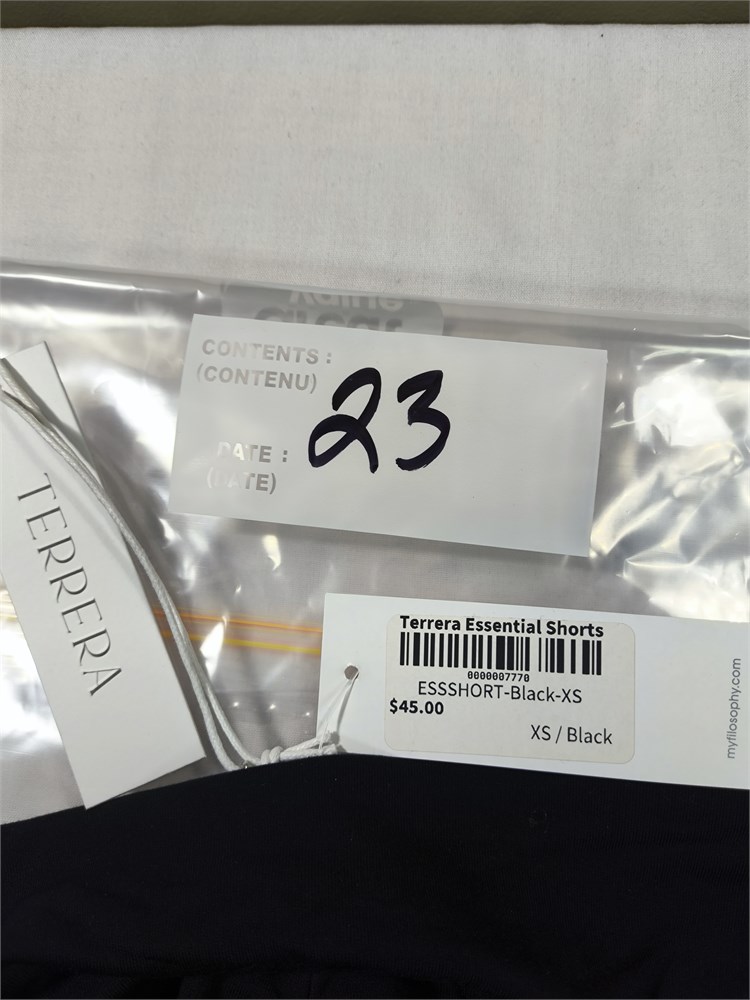 CONTENTS :
(CONTENU)
23
DATE :
(DATE)
TERRERA
Terrera Essential Shorts
0000007770
ESSSHORT-Black-XS
$45.00
XS / Black
myfilosophy.com